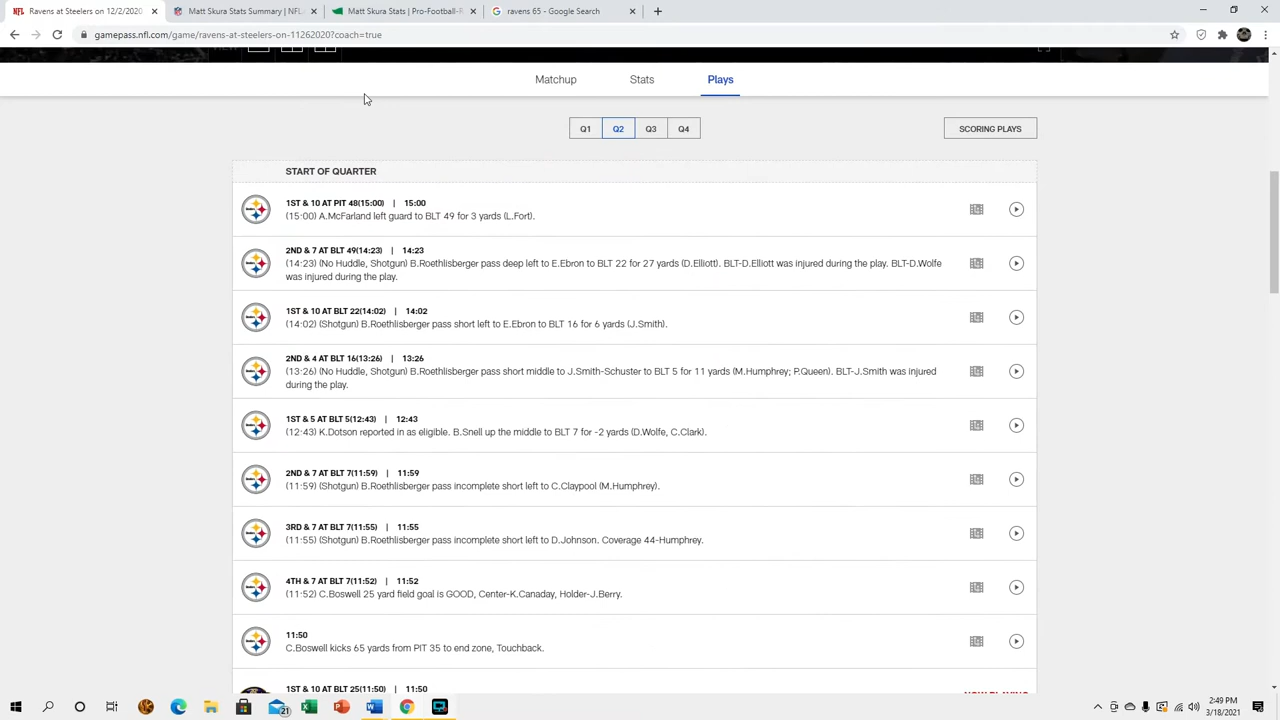 Ravens at Steelers on 12/2/2020
Matt Skura Stats Summary | NFL.
Matt Skura Stats | Pro-Football-R
ravens 65 - Google Search
gamepass.nfl.com/game/ravens-at-steelers-on-11262020?coach=true
VIEW
Matchup
Stats
Plays
Q1
Q2
Q3
Q4
SCORING PLAYS
START OF QUARTER
1ST & 10 AT PIT 48(15:00) | 15:00
(15:00) A.McFarland left guard to BLT 49 for 3 yards (L.Fort).
2ND & 7 AT BLT 49(14:23) | 14:23
(14:23) (No Huddle, Shotgun) B.Roethlisberger pass deep left to E.Ebron to BLT 22 for 27 yards (D.Elliott). BLT-D.Elliott was injured during the play. BLT-D.Wolfe
was injured during the play.
1ST & 10 AT BLT 22(14:02) | 14:02
(14:02) (Shotgun) B.Roethlisberger pass short left to E.Ebron to BLT 16 for 6 yards (J.Smith).
2ND & 4 AT BLT 16(13:26) | 13:26
(13:26) (No Huddle, Shotgun) B.Roethlisberger pass short middle to J.Smith-Schuster to BLT 5 for 11 yards (M.Humphrey; P.Queen). BLT-J.Smith was injured
during the play.
1ST & 5 AT BLT 5(12:43) | 12:43
(12:43) K.Dotson reported in as eligible. B.Snell up the middle to BLT 7 for -2 yards (D.Wolfe, C.Clark).
2ND & 7 AT BLT 7(11:59) | 11:59
(11:59) (Shotgun) B.Roethlisberger pass incomplete short left to C.Claypool (M.Humphrey).
3RD & 7 AT BLT 7(11:55) | 11:55
(11:55) (Shotgun) B.Roethlisberger pass incomplete short left to D.Johnson. Coverage 44-Humphrey.
4TH & 7 AT BLT 7(11:52) | 11:52
(11:52) C.Boswell 25 yard field goal is GOOD, Center-K.Canaday, Holder-J.Berry.
11:50
C.Boswell kicks 65 yards from PIT 35 to end zone, Touchback.
1ST & 10 AT BLT 25(11:50) | 11:50
NOW PLAYING
21
2:49 PM
3/18/2021